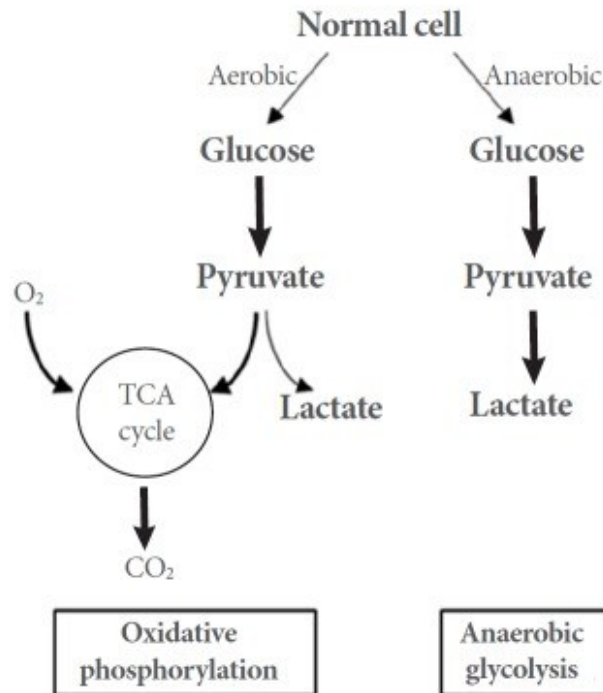 Normal cell
Aerobic
Anaerobic
Glucose
Glucose
Pyruvate
Pyruvate
O₂
TCA
cycle
Lactate
Lactate
CO₂
Oxidative
phosphorylation
Anaerobic
glycolysis